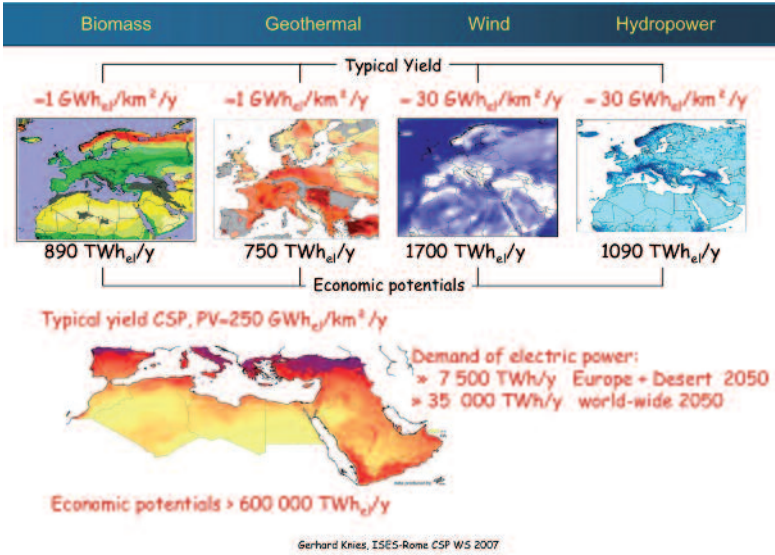 Biomass Geothermal Wind Hydropower
Typical Yield
≈1 GWhel/km²/y ≈1 GWhel/km²/y ≈ 30 GWhel/km²/y ≈ 30 GWhel/km²/y
890 TWhel/y 750 TWhel/y 1700 TWhel/y 1090 TWhel/y
Economic potentials
Typical yield CSP, PV≈250 GWhel/km²/y
Demand of electric power:
» 7 500 TWh/y Europe + Desert 2050
» 35 000 TWh/y world-wide 2050
Economic potentials > 600 000 TWhel/y
Gerhard Knies, ISES-Rome CSP WS 2007